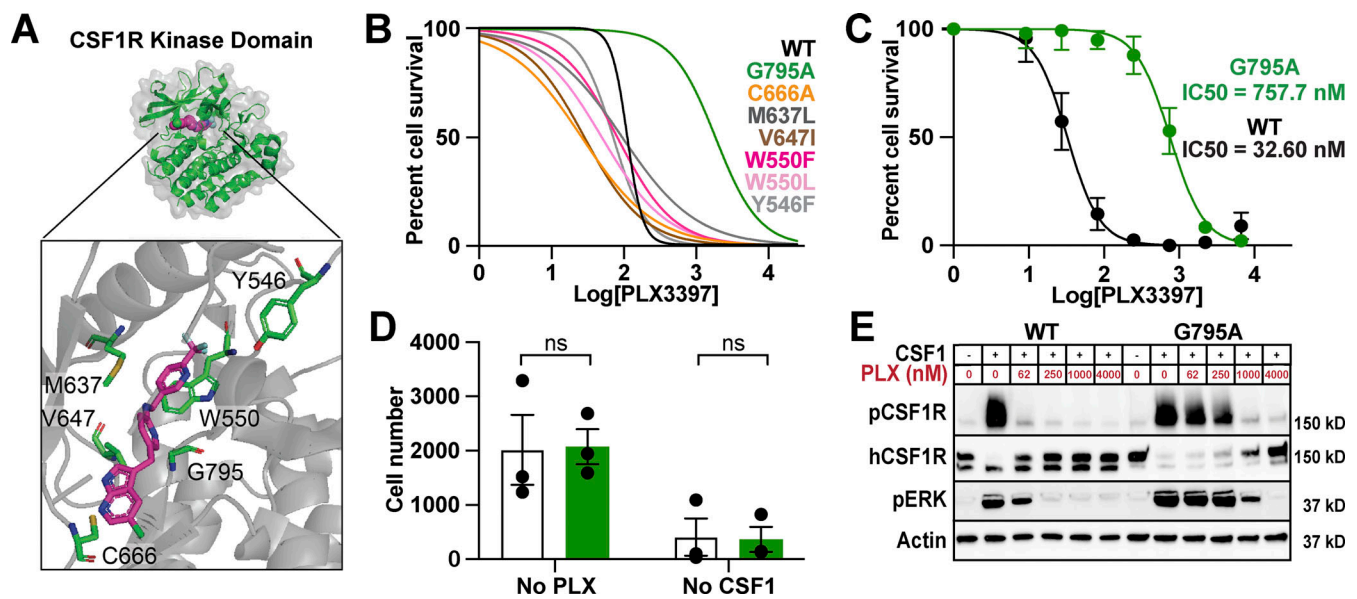 A
CSF1R Kinase Domain
Y546
M637
V647
W550
G795
C666
B
Percent cell survival
100
50
0
0
1
2
3
4
Log[PLX3397]
WT
G795A
C666A
M637L
V647I
W550F
W550L
Y546F
C
Percent cell survival
100
50
0
0
1
2
3
4
Log[PLX3397]
G795A
IC50 = 757.7 nM
WT
IC50 = 32.60 nM
D
Cell number
4000
3000
2000
1000
0
ns
ns
No PLX
No CSF1
E
WT G795A
CSF1 - + + + + + - + + + + +
PLX (nM) 0 0 62 250 1000 4000 0 0 62 250 1000 4000
pCSF1R 150 kD
hCSF1R 150 kD
pERK 37 kD
Actin 37 kD